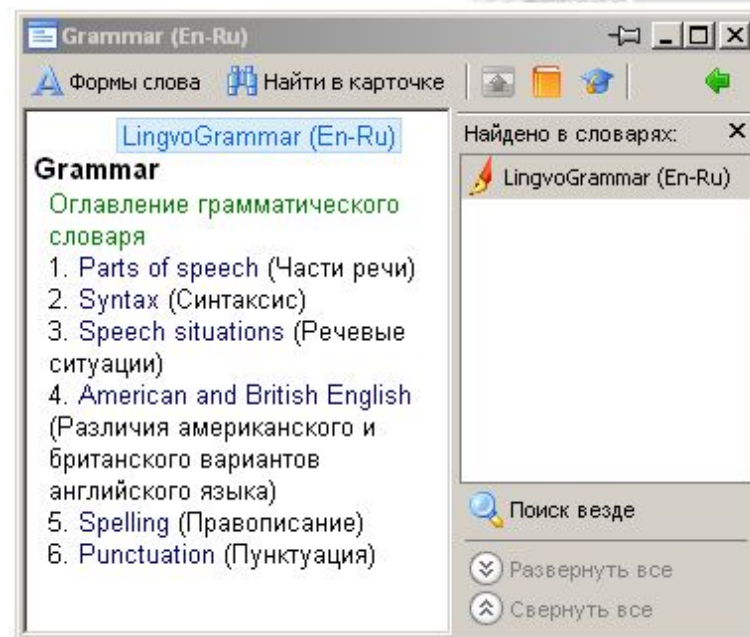 Grammar (En-Ru)
Формы слова Найти в карточке
LingvoGrammar (En-Ru)
Grammar
Оглавление грамматического
словаря
1. Parts of speech (Части речи)
2. Syntax (Синтаксис)
3. Speech situations (Речевые
ситуации)
4. American and British English
(Различия американского и
британского вариантов
английского языка)
5. Spelling (Правописание)
6. Punctuation (Пунктуация)
Найдено в словарях:
LingvoGrammar (En-Ru)
Поиск везде
Развернуть все
Свернуть все